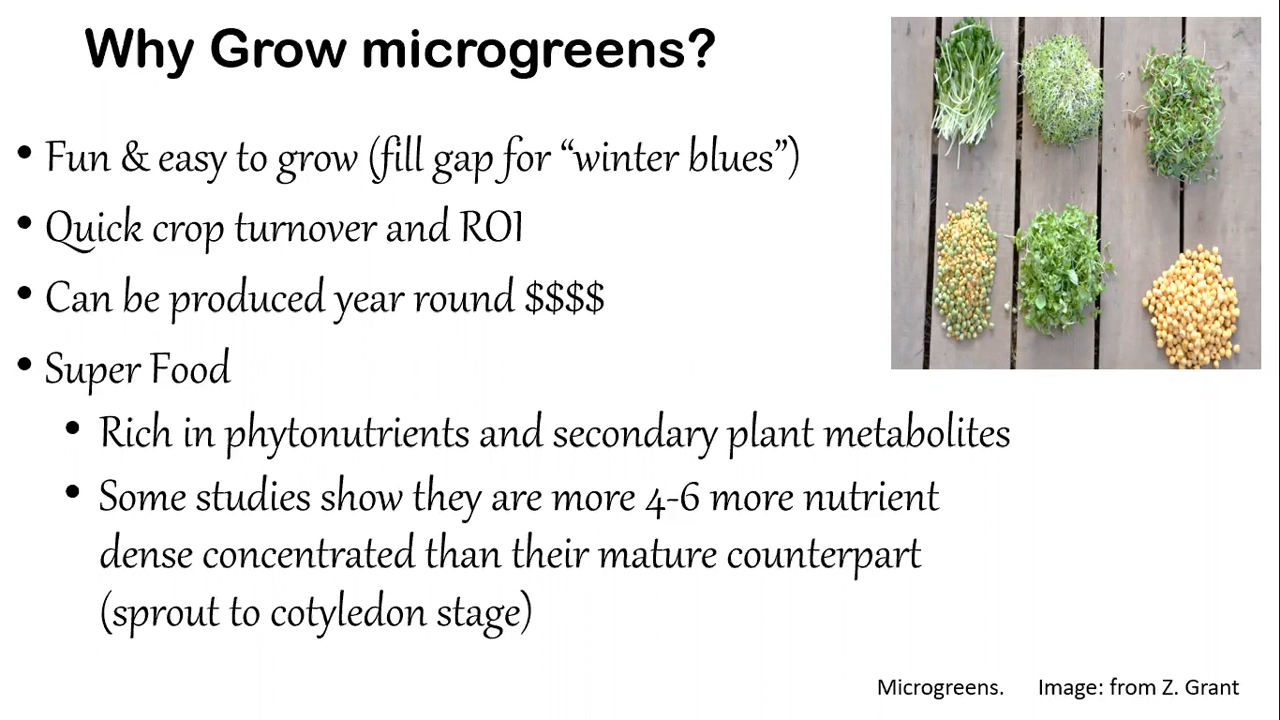 Why Grow microgreens?
• Fun & easy to grow (fill gap for “winter blues”)
• Quick crop turnover and ROI
• Can be produced year round $$$$
• Super Food
• Rich in phytonutrients and secondary plant metabolites
• Some studies show they are more 4-6 more nutrient
dense concentrated than their mature counterpart
(sprout to cotyledon stage)
Microgreens. Image: from Z. Grant